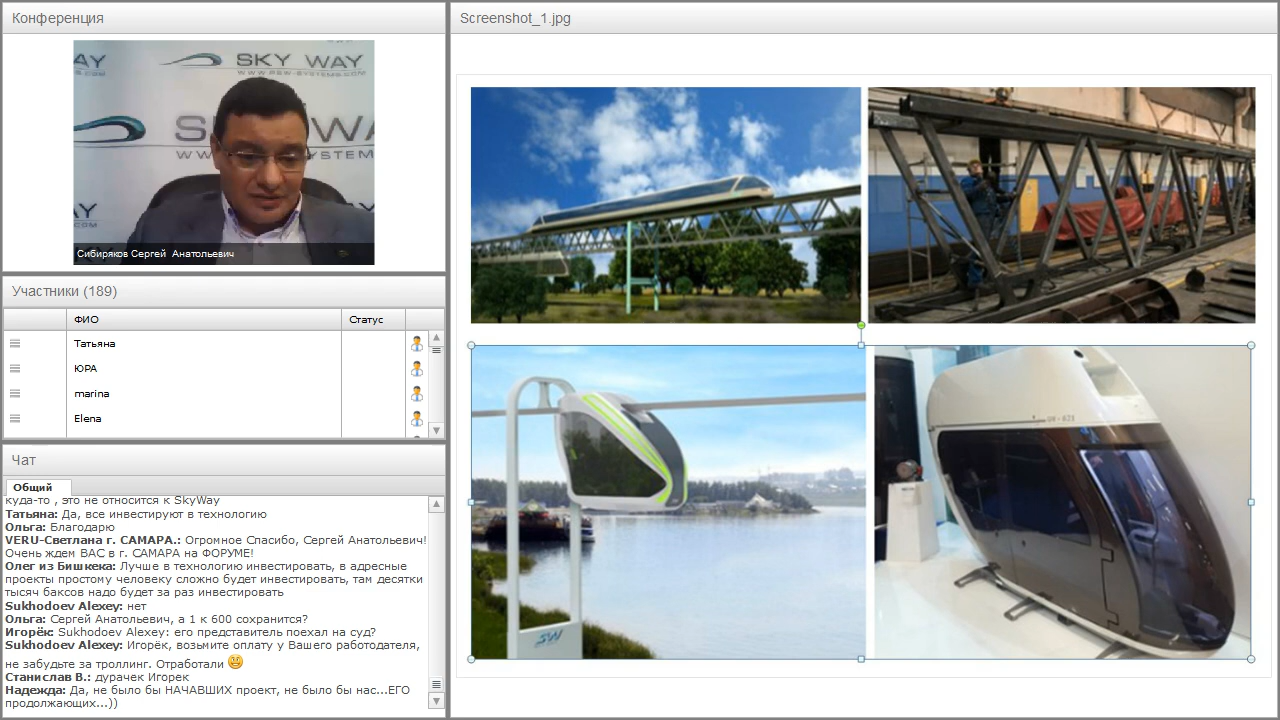 Конференция
SKY WAY
WWW.RSW-SYSTEMS.COM
Сибиряков Сергей Анатольевич
Участники (189)
ФИО
Статус
Татьяна
ЮРА
marina
Elena
Чат
Общий
куда-то , это не относится к SkyWay
Татьяна: Да, все инвестируют в технологию
Ольга: Благодарю
VERU-Светлана г. САМАРА.: Огромное Спасибо, Сергей Анатольевич!
Очень ждем ВАС в г. САМАРА на ФОРУМЕ!
Олег из Бишкека: Лучше в технологию инвестировать, в адресные
проекты простому человеку сложно будет инвестировать, там десятки
тысяч баксов надо будет за раз инвестировать
Sukhodoev Alexey: нет
Ольга: Сергей Анатольевич, а 1 к 600 сохранится?
Игорёк: Sukhodoev Alexey: его представитель поехал на суд?
Sukhodoev Alexey: Игорёк, возьмите оплату у Вашего работодателя,
не забудьте за троллинг. отработали
Станислав В.: дурачек Игорек
Надежда: Да, не было бы НАЧАВШИХ проект, не было бы нас...ЕГО
продолжающих...))
Screenshot_1.jpg
SW